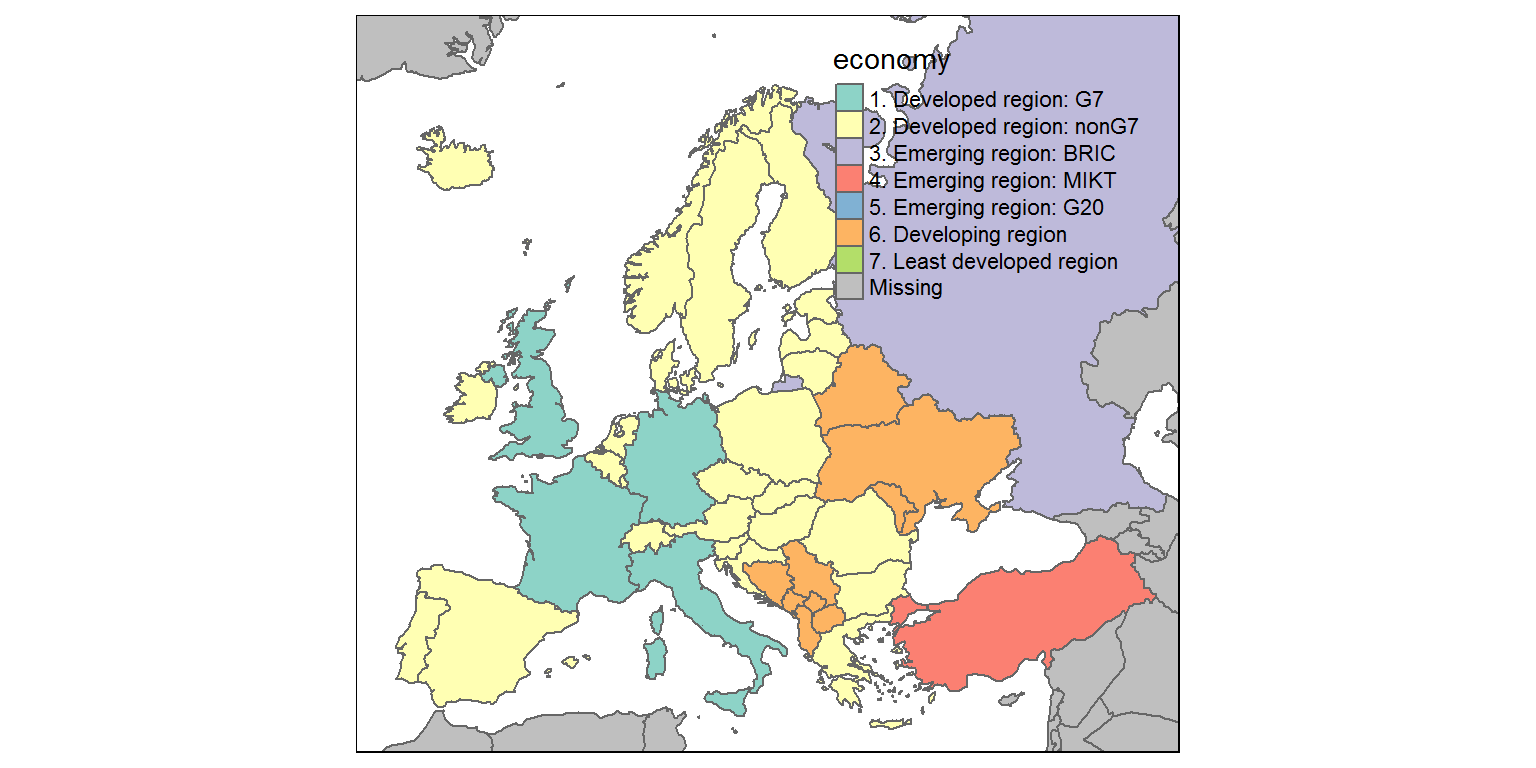 economy
1. Developed region: G7
2. Developed region: nonG7
3. Emerging region: BRIC
4. Emerging region: MIKT
5. Emerging region: G20
6. Developing region
7. Least developed region
Missing